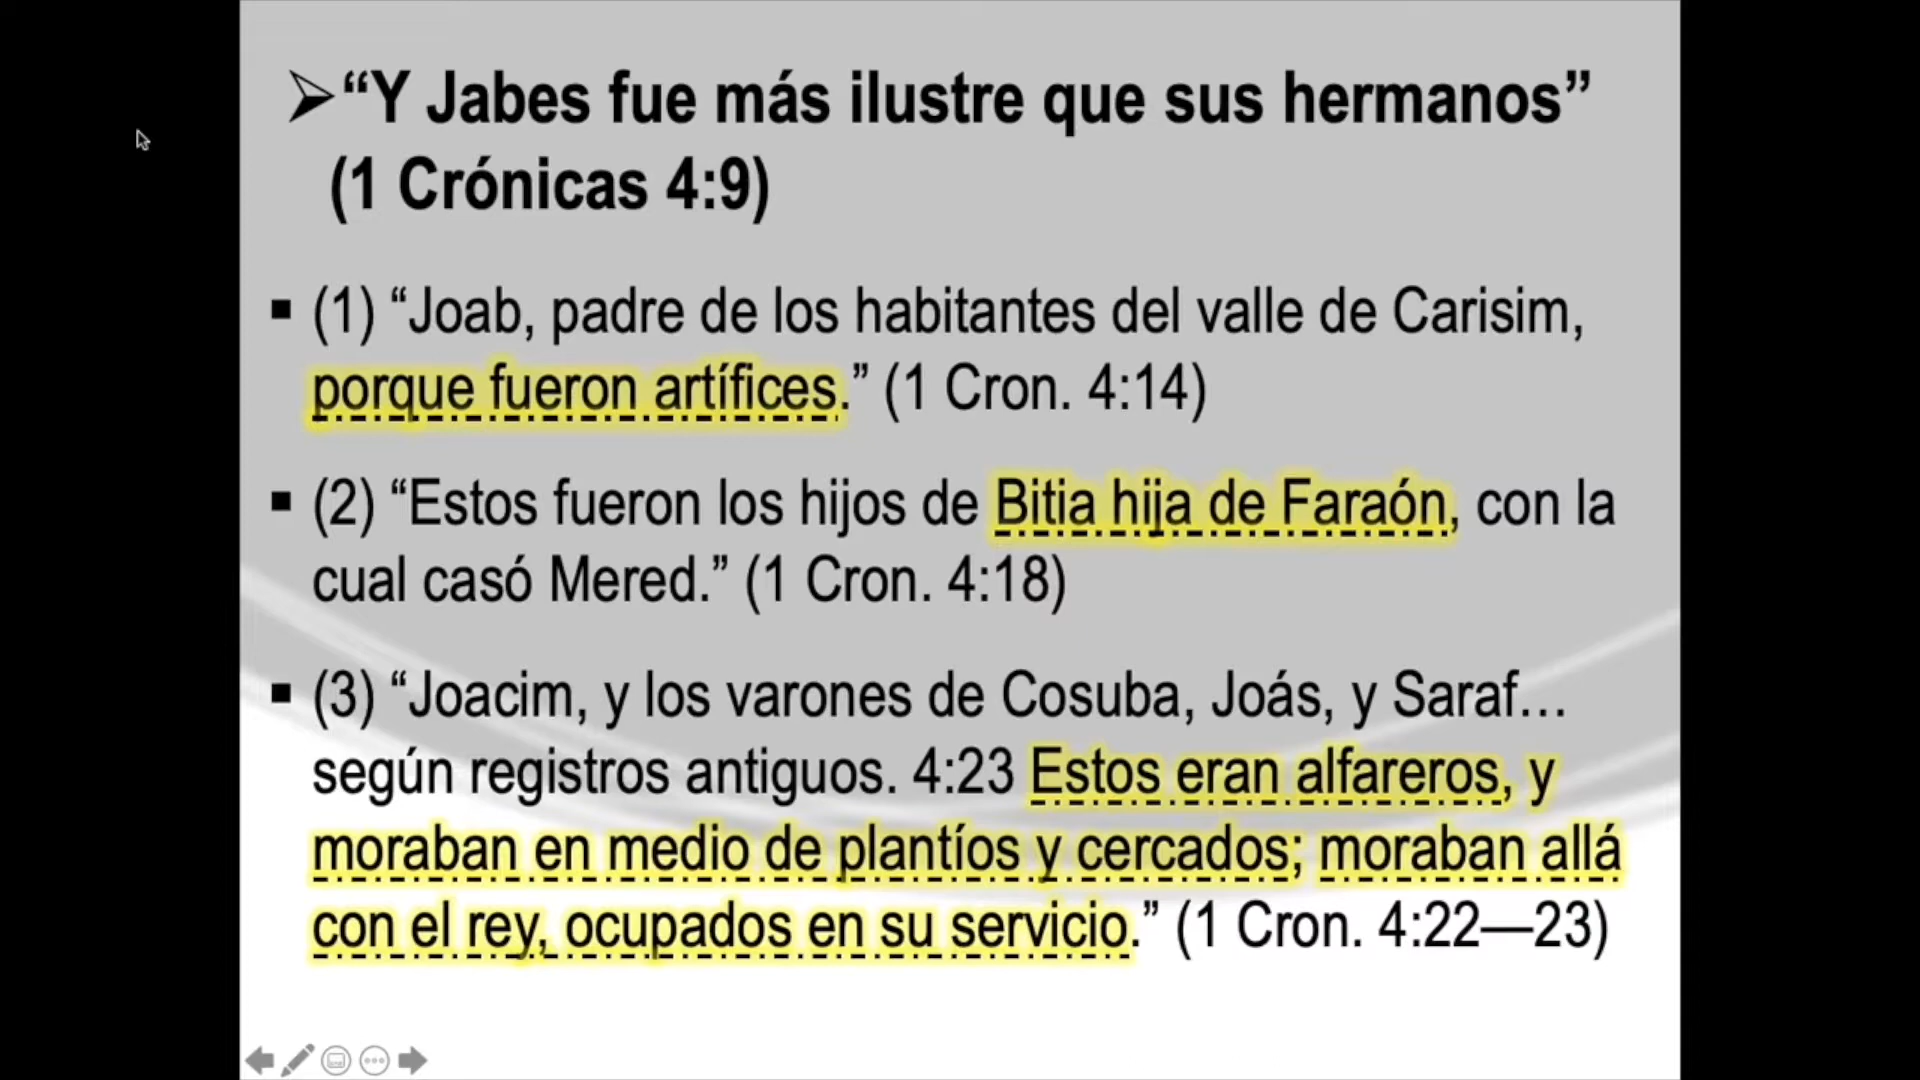 ➢“Y Jabes fue más ilustre que sus hermanos”
(1 Crónicas 4:9)
▪ (1) “Joab, padre de los habitantes del valle de Carisim,
porque fueron artífices.” (1 Cron. 4:14)
▪ (2) “Estos fueron los hijos de Bitia hija de Faraón, con la
cual casó Mered.” (1 Cron. 4:18)
▪ (3) “Joacim, y los varones de Cosuba, Joás, y Saraf…
según registros antiguos. 4:23 Estos eran alfareros, y
moraban en medio de plantíos y cercados; moraban allá
con el rey, ocupados en su servicio.” (1 Cron. 4:22—23)